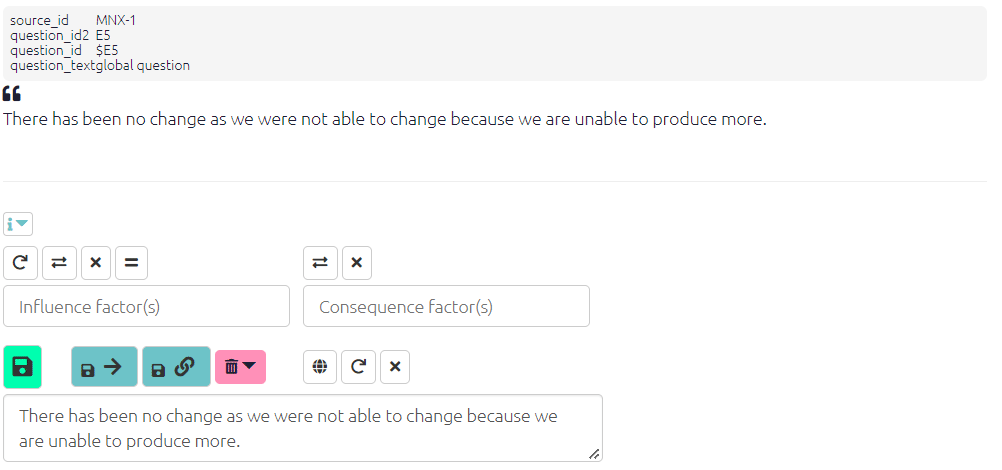 source_id MNX-1
question_id2 E5
question_id $E5
question_textglobal question
There has been no change as we were not able to change because we are unable to produce more.
Influence factor(s) Consequence factor(s)
There has been no change as we were not able to change because we
are unable to produce more.